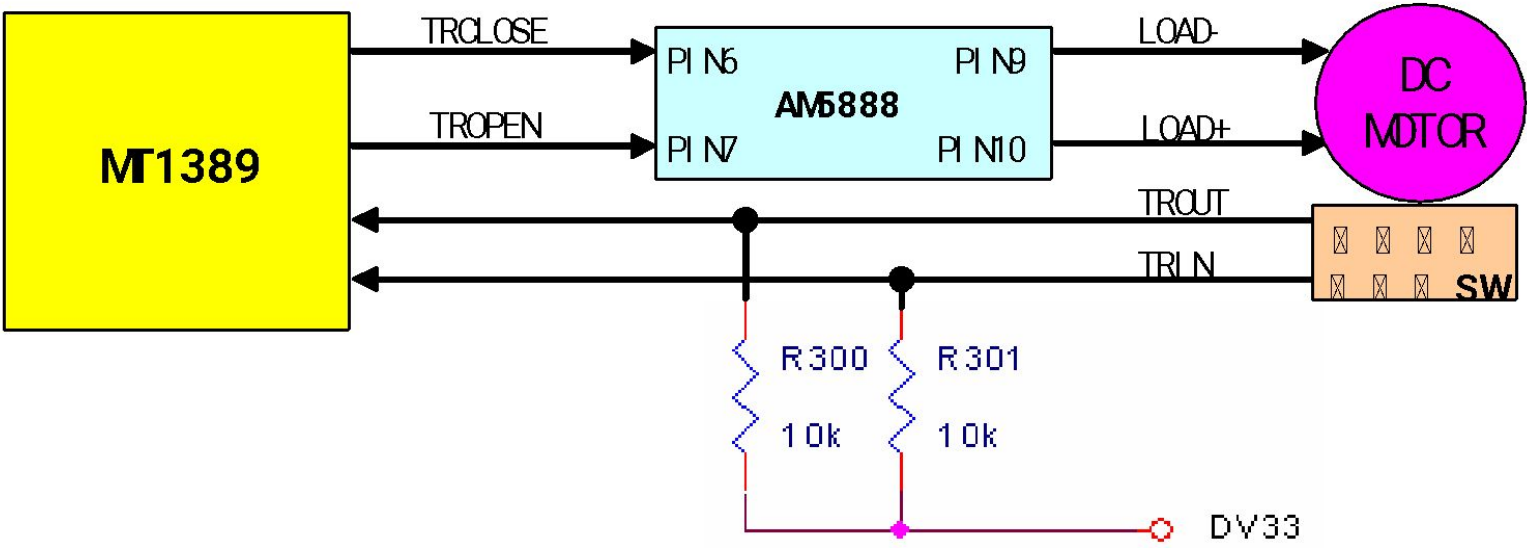 TRCLOSE
LOAD-
PIN6
PIN9
DC
MOTOR
AM5888
MT1389
TROPEN
LOAD+
PIN7
PIN10
TROUT
TRIN
SW
R300
R301
10k
10k
DV33